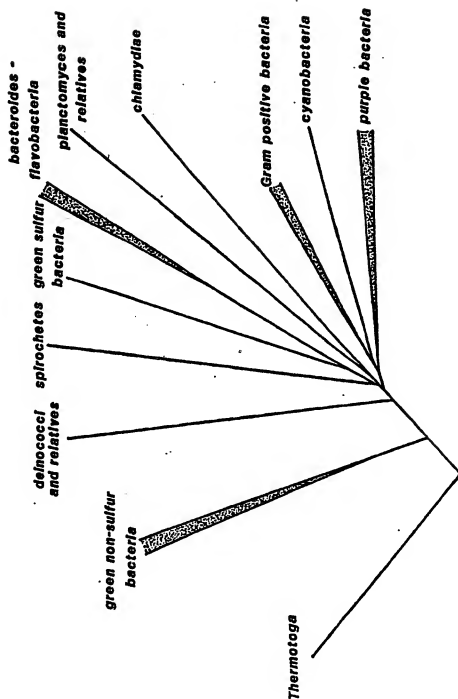 Thermotoga
green non-sulfur
bacteria
deinococci
and relatives
spirochetes
green sulfur
bacteria
bacteroides -
flavobacteria
planctomyces and
relatives
chlamydiae
Gram positive bacteria
cyanobacteria
purple bacteria